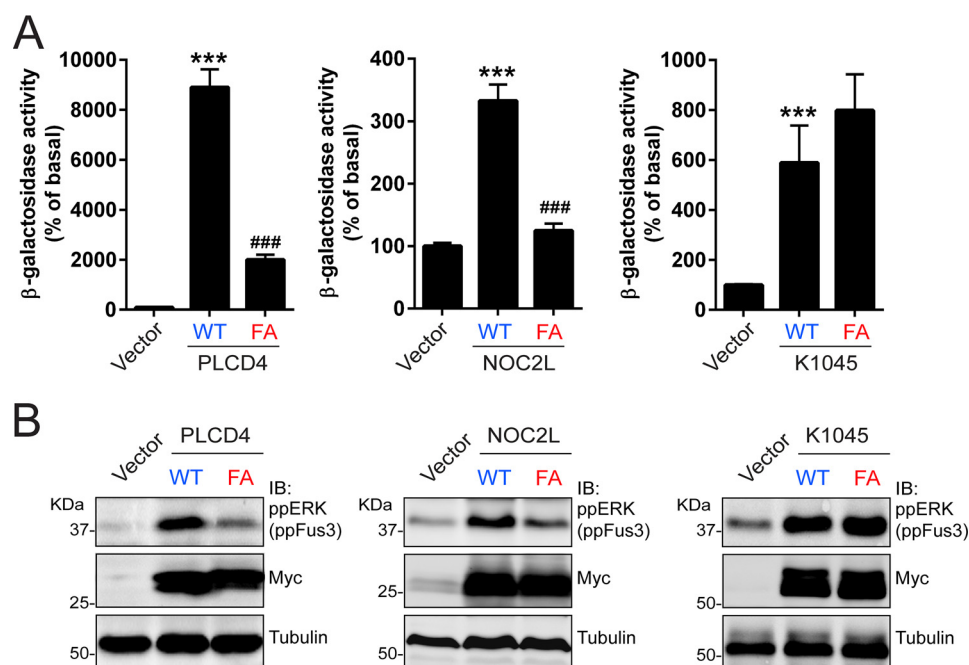 A
β-galactosidase activity
(% of basal)
10000
8000
6000
4000
2000
0
***
###
Vector
WT
FA
PLCD4
β-galactosidase activity
(% of basal)
400
300
200
100
0
***
###
Vector
WT
FA
NOC2L
β-galactosidase activity
(% of basal)
1000
800
600
400
200
0
***
Vector
WT
FA
K1045
B
Vector
PLCD4
WT
FA
KDa
37-
25-
50-
IB:
ppERK
(ppFus3)
Myc
Tubulin
Vector
NOC2L
WT
FA
KDa
37-
25-
50-
IB:
ppERK
(ppFus3)
Myc
Tubulin
Vector
K1045
WT
FA
KDa
37-
50-
50-
IB:
ppERK
(ppFus3)
Myc
Tubulin